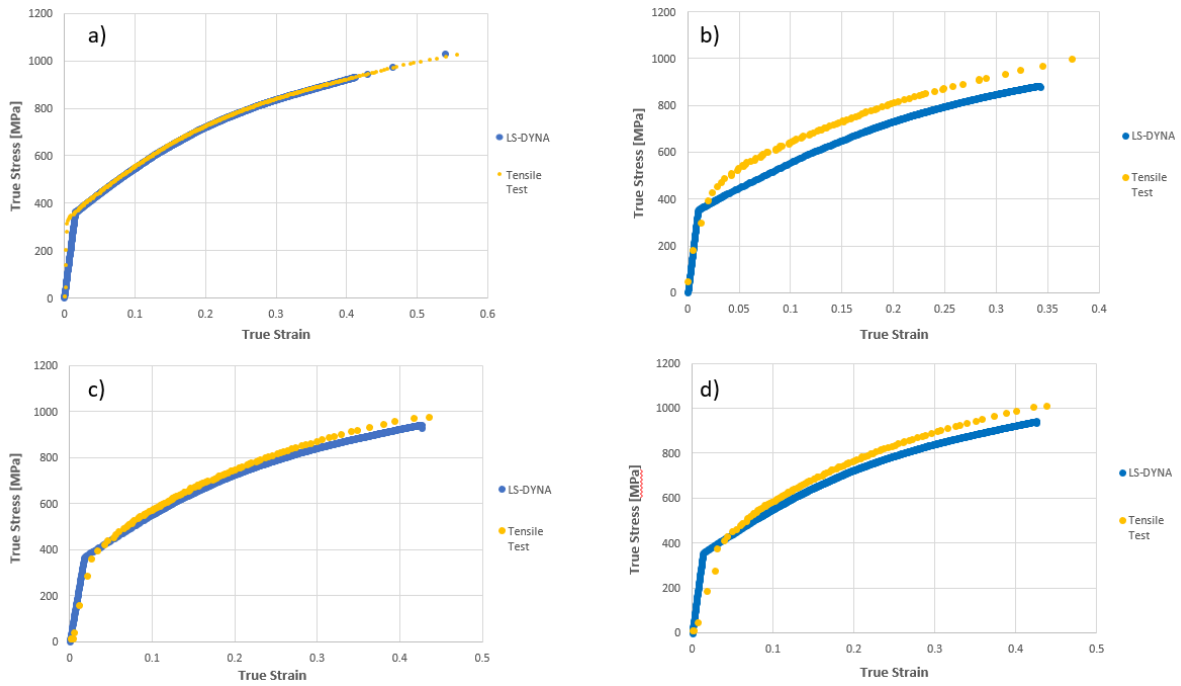 a)
1200
1000
800
600
400
200
0
True Stress [MPa]
0
0.1
0.2
0.3
0.4
0.5
0.6
True Strain
LS-DYNA
Tensile
Test
b)
1200
1000
800
600
400
200
0
True Stress [MPa]
0
0.05
0.1
0.15
0.2
0.25
0.3
0.35
0.4
True Strain
LS-DYNA
Tensile
Test
c)
1200
1000
800
600
400
200
0
True Stress [MPa]
0
0.1
0.2
0.3
0.4
0.5
True Strain
LS-DYNA
Tensile
Test
d)
1200
1000
800
600
400
200
0
True Stress [MPa]
0
0.1
0.2
0.3
0.4
0.5
True Strain
LS-DYNA
Tensile
Test